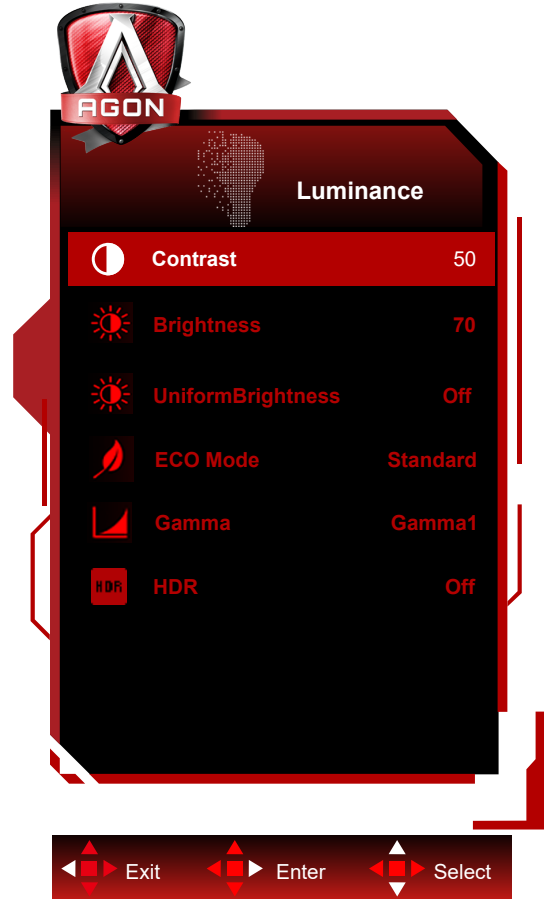 AGON
Luminance
Contrast 50
Brightness 70
UniformBrightness Off
ECO Mode Standard
Gamma Gamma1
HDR HDR Off
Exit Enter Select